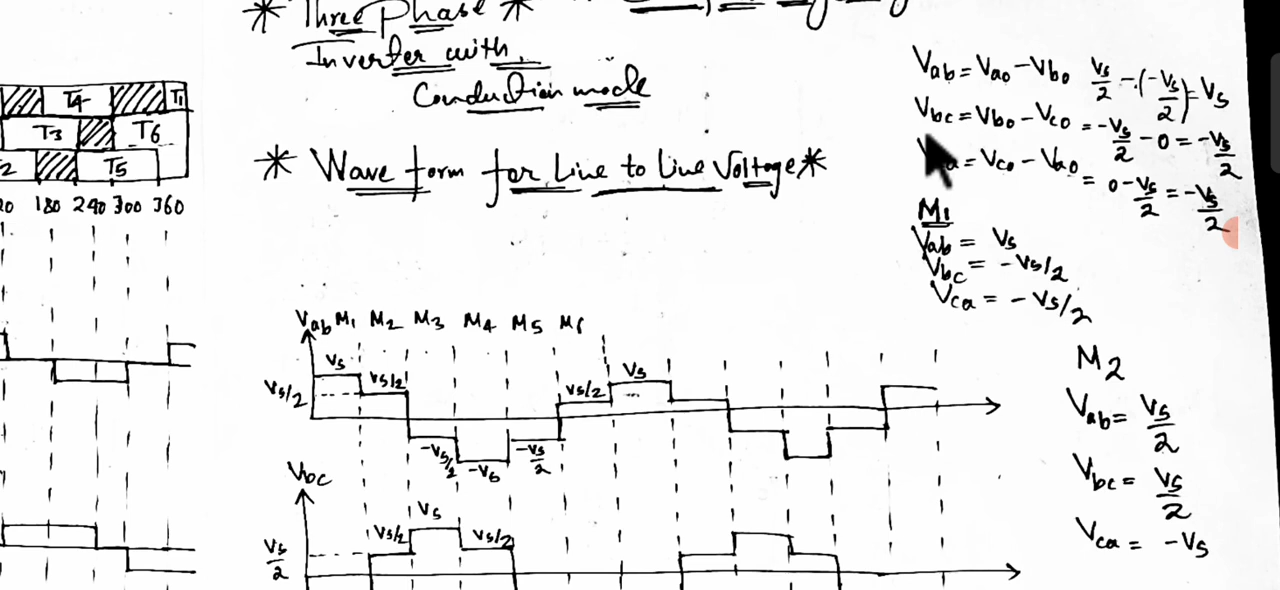 * Three Phase *
Inverter with
Conduction mode
* Wave form for Line to Line Voltage *
T4 T1
T3 T6
2 T5
20 180 240 300 360
Vab = Vao - Vbo Vs/2 - (-Vs/2) = Vs
Vbc = Vbo - Vco = -Vs/2 - 0 = -Vs/2
V a = Vco - Vao = 0 - Vs/2 = -Vs/2
M1
Vab = Vs
Vbc = -Vs/2
Vca = -Vs/2
M2
Vab = Vs/2
Vbc = Vs/2
Vca = -Vs
Vab M1 M2 M3 M4 M5 M6
Vs Vs/2 Vs/2 Vs
Vs/2
-Vs/2 -Vs -Vs/2
Vbc
Vs/2 Vs Vs/2
Vs/2